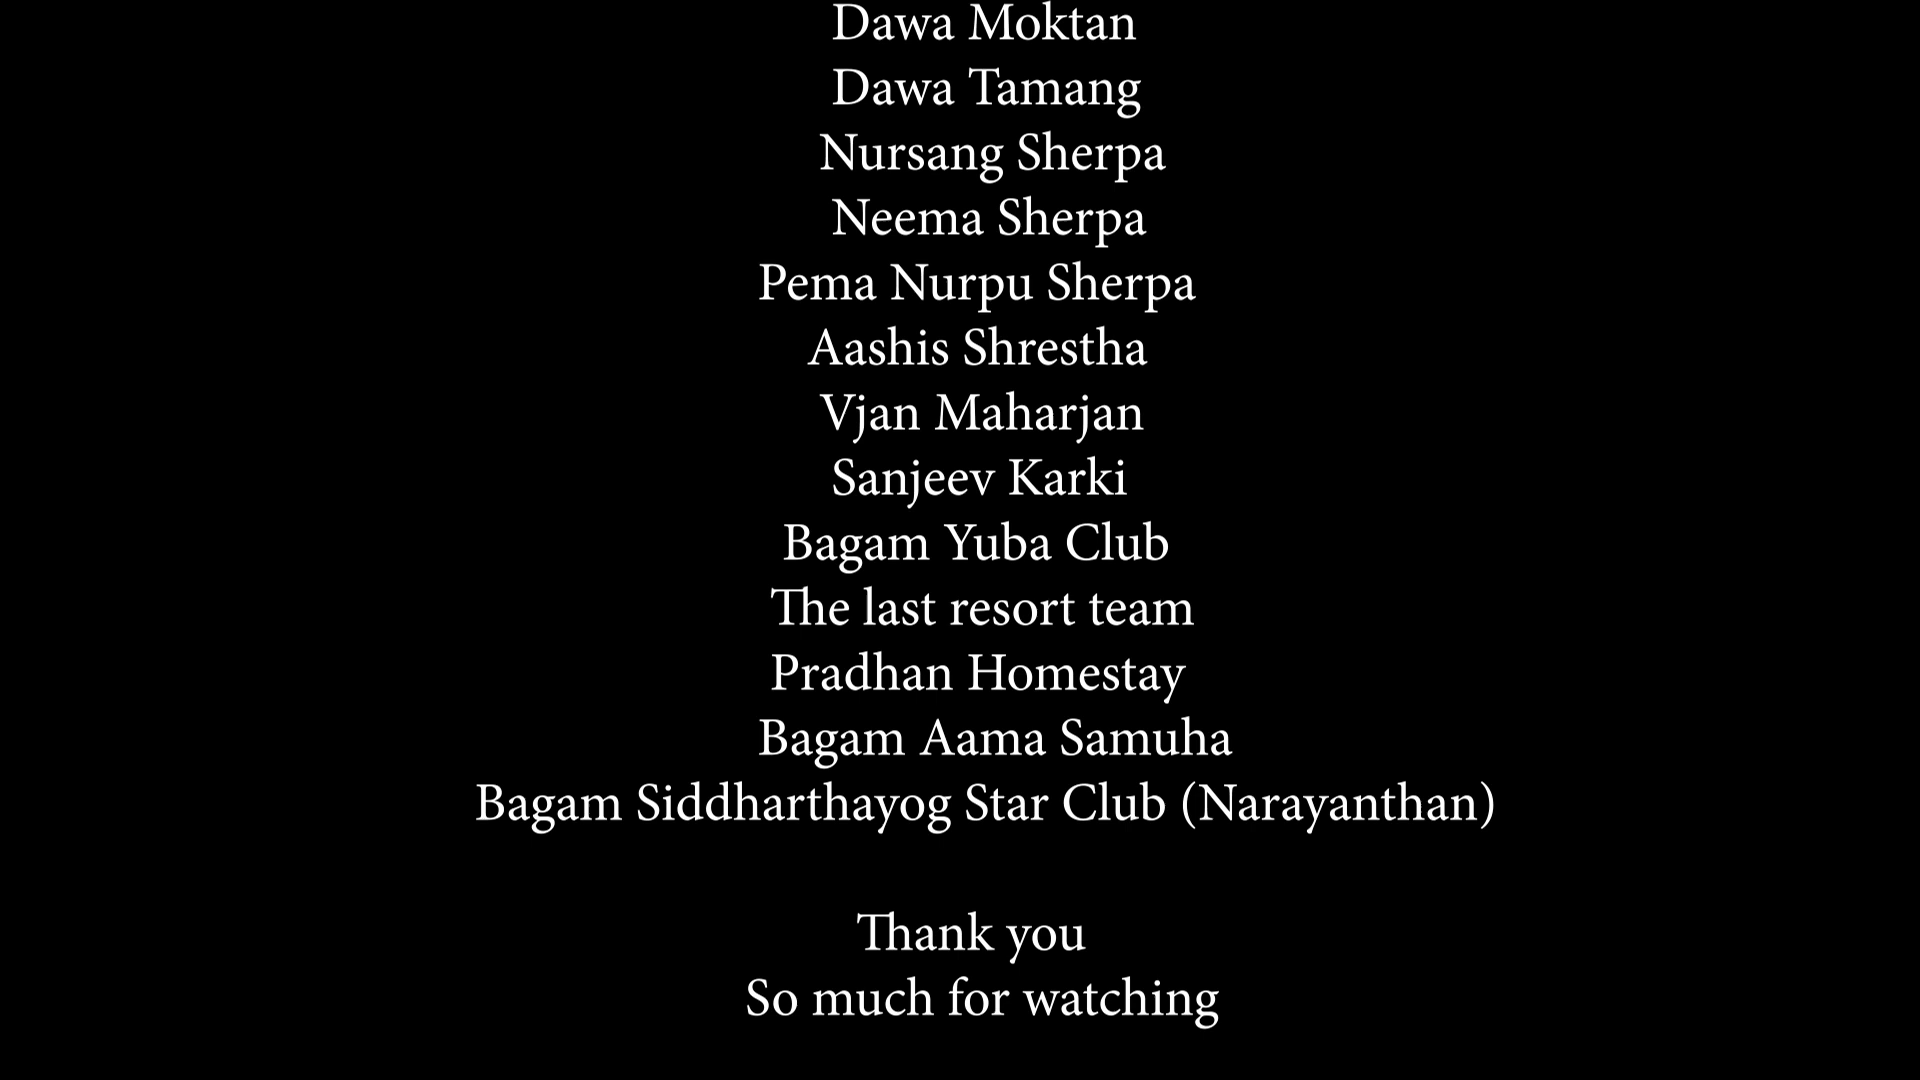 Dawa Moktan
Dawa Tamang
Nursang Sherpa
Neema Sherpa
Pema Nurpu Sherpa
Aashis Shrestha
Vjan Maharjan
Sanjeev Karki
Bagam Yuba Club
The last resort team
Pradhan Homestay
Bagam Aama Samuha
Bagam Siddharthayog Star Club (Narayanthan)
Thank you
So much for watching